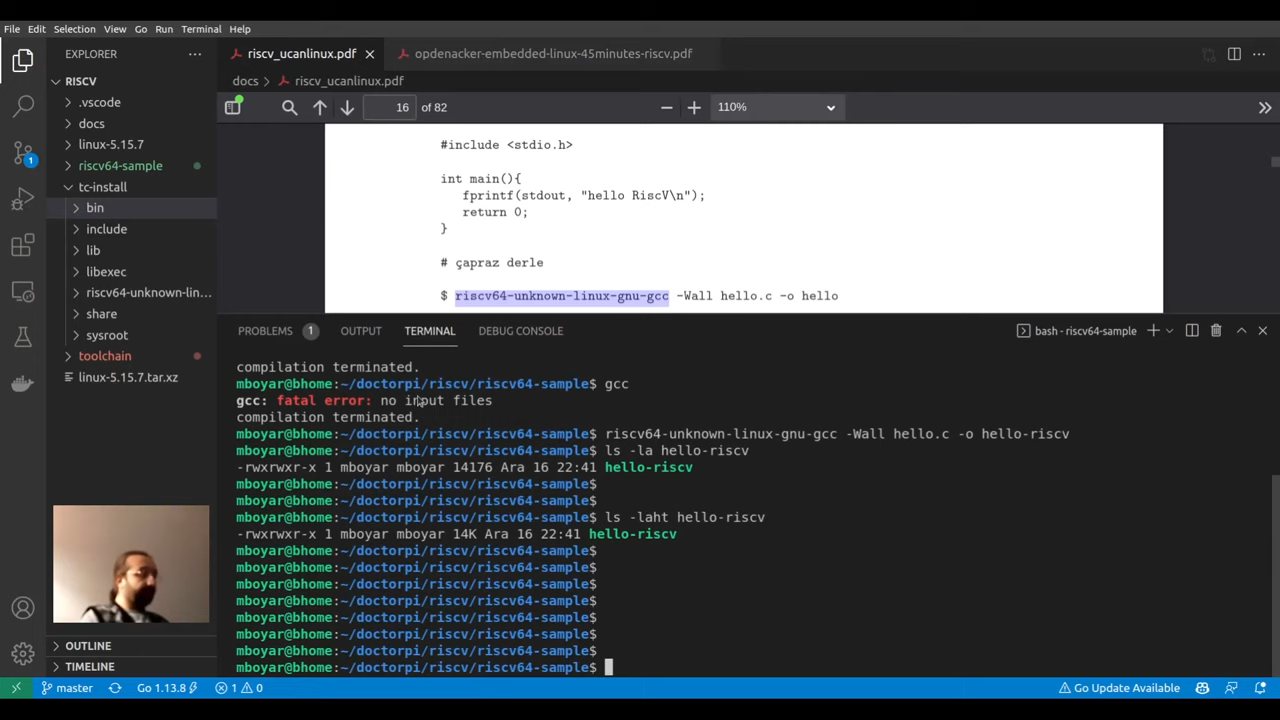 File Edit Selection View Go Run Terminal Help
EXPLORER
riscv_ucanlinux.pdf
opdenacker-embedded-linux-45minutes-riscv.pdf
RISCV
docs > riscv_ucanlinux.pdf
.vscode
16 of 82
110%
docs
linux-5.15.7
#include <stdio.h>
riscv64-sample
int main(){
tc-install
fprintf(stdout, "hello RiscV\n");
bin
return 0;
include
}
lib
# çapraz derle
libexec
riscv64-unknown-lin...
$ riscv64-unknown-linux-gnu-gcc -Wall hello.c -o hello
share
sysroot
PROBLEMS 1 OUTPUT TERMINAL DEBUG CONSOLE
bash - riscv64-sample
toolchain
linux-5.15.7.tar.xz
compilation terminated.
mboyar@bhome:~/doctorpi/riscv/riscv64-sample$ gcc
gcc: fatal error: no input files
compilation terminated.
mboyar@bhome:~/doctorpi/riscv/riscv64-sample$ riscv64-unknown-linux-gnu-gcc -Wall hello.c -o hello-riscv
mboyar@bhome:~/doctorpi/riscv/riscv64-sample$ ls -la hello-riscv
-rwxrwxr-x 1 mboyar mboyar 14176 Ara 16 22:41 hello-riscv
mboyar@bhome:~/doctorpi/riscv/riscv64-sample$
mboyar@bhome:~/doctorpi/riscv/riscv64-sample$
mboyar@bhome:~/doctorpi/riscv/riscv64-sample$ ls -laht hello-riscv
-rwxrwxr-x 1 mboyar mboyar 14K Ara 16 22:41 hello-riscv
mboyar@bhome:~/doctorpi/riscv/riscv64-sample$
mboyar@bhome:~/doctorpi/riscv/riscv64-sample$
mboyar@bhome:~/doctorpi/riscv/riscv64-sample$
mboyar@bhome:~/doctorpi/riscv/riscv64-sample$
mboyar@bhome:~/doctorpi/riscv/riscv64-sample$
mboyar@bhome:~/doctorpi/riscv/riscv64-sample$
mboyar@bhome:~/doctorpi/riscv/riscv64-sample$
mboyar@bhome:~/doctorpi/riscv/riscv64-sample$
OUTLINE
TIMELINE
1
master Go 1.13.8 1 0
Go Update Available